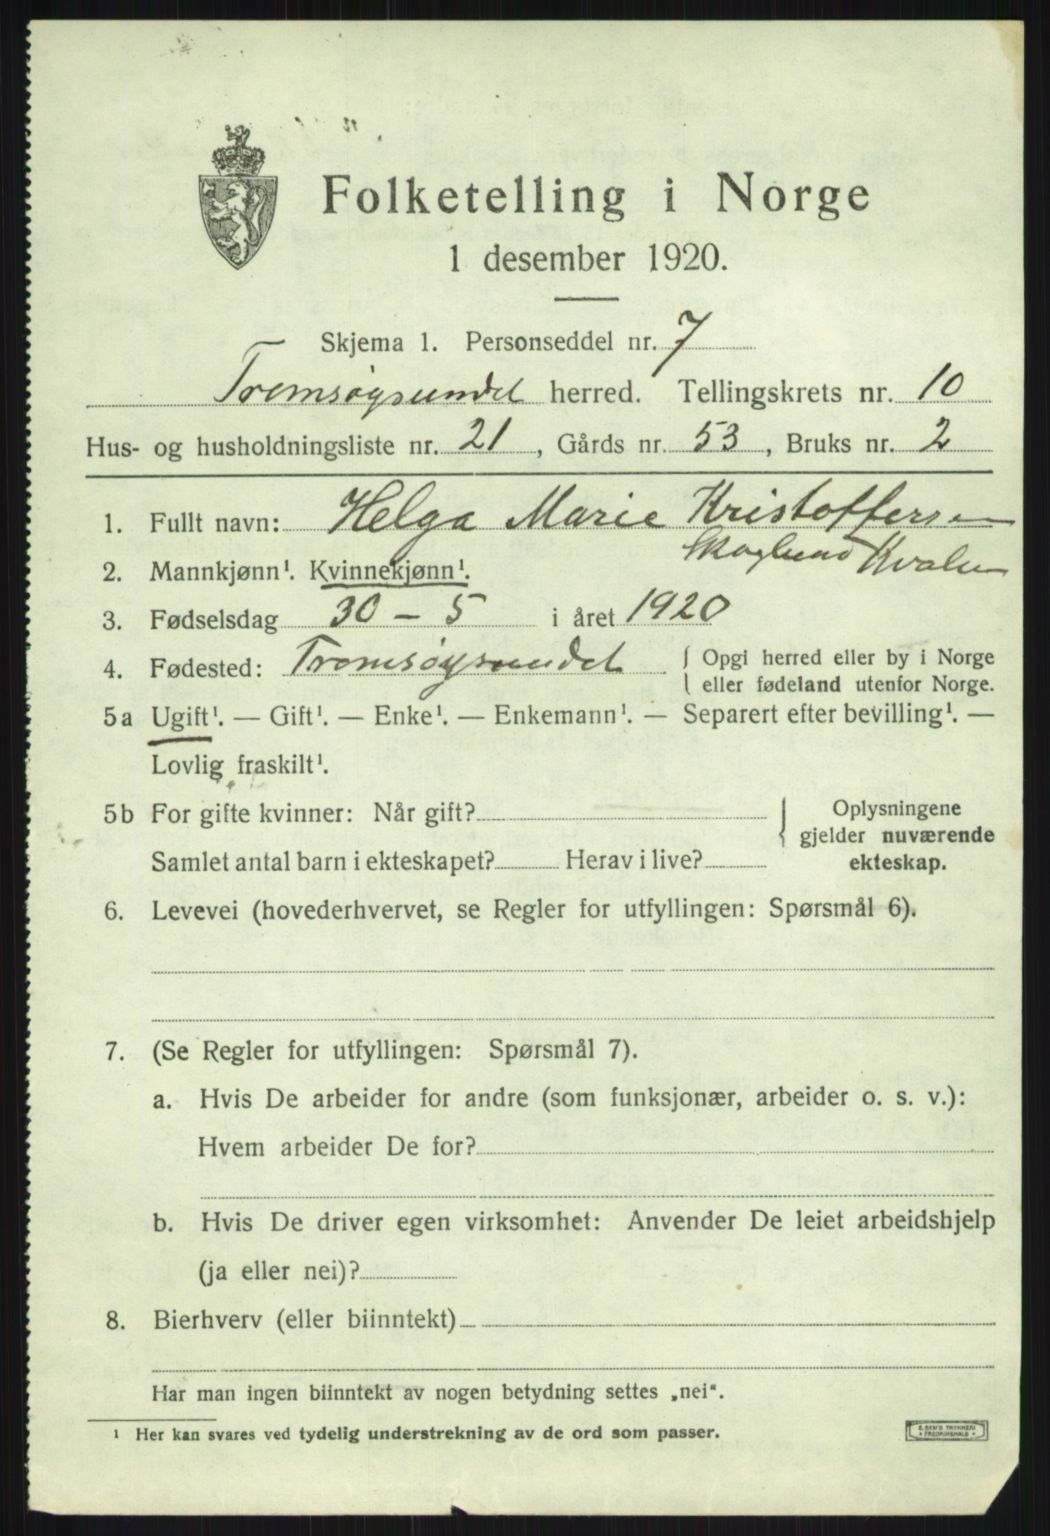 Folketelling i Norge
1 desember 1920.
Skjema 1. Personseddel nr. 7
Tromsøysundet herred. Tellingskrets nr. 10
Hus- og husholdningsliste nr. 21, Gårds nr. 53, Bruks nr. 2
1. Fullt navn: Helga Marie Kristoffersen
Skoglund Kvalen
2. Mannkjønn¹. Kvinnekjønn¹.
3. Fødselsdag 30 - 5 i året 1920
4. Fødested: Tromsøysundet { Opgi herred eller by i Norge
eller fødeland utenfor Norge.
5a Ugift¹. — Gift¹. — Enke¹. — Enkemann¹. — Separert efter bevilling¹. —
Lovlig fraskilt¹.
5b For gifte kvinner: Når gift?
Samlet antal barn i ekteskapet? Herav i live?
Oplysningene
gjelder nuværende
ekteskap.
6. Levevei (hovederhvervet, se Regler for utfyllingen: Spørsmål 6).
7. (Se Regler for utfyllingen: Spørsmål 7).
a. Hvis De arbeider for andre (som funksjonær, arbeider o. s. v.):
Hvem arbeider De for?
b. Hvis De driver egen virksomhet: Anvender De leiet arbeidshjelp
(ja eller nei)?
8. Bierhverv (eller biinntekt)
Har man ingen biinntekt av nogen betydning settes „nei“.
¹ Her kan svares ved tydelig understrekning av de ord som passer.
E. SEM'S TRYKKERI
FREDRIKSHALD